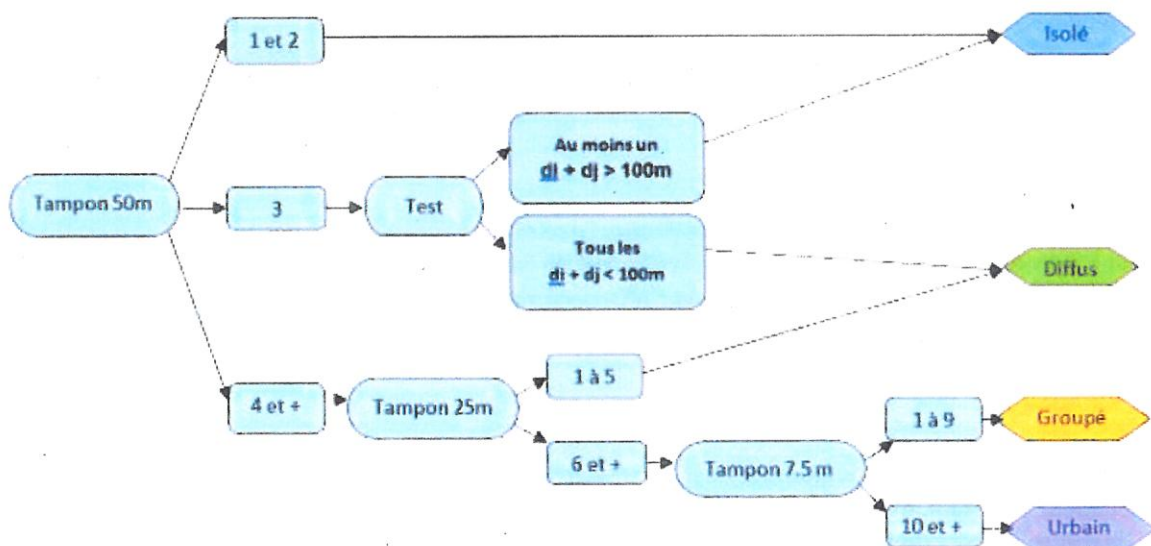 1 et 2
Isolé
Au moins un
di + dj > 100m
Tampon 50m
3
Test
Tous les
di + dj < 100m
Diffus
1 à 5
4 et +
Tampon 25m
1 à 9
Groupé
6 et +
Tampon 7.5 m
10 et +
Urbain